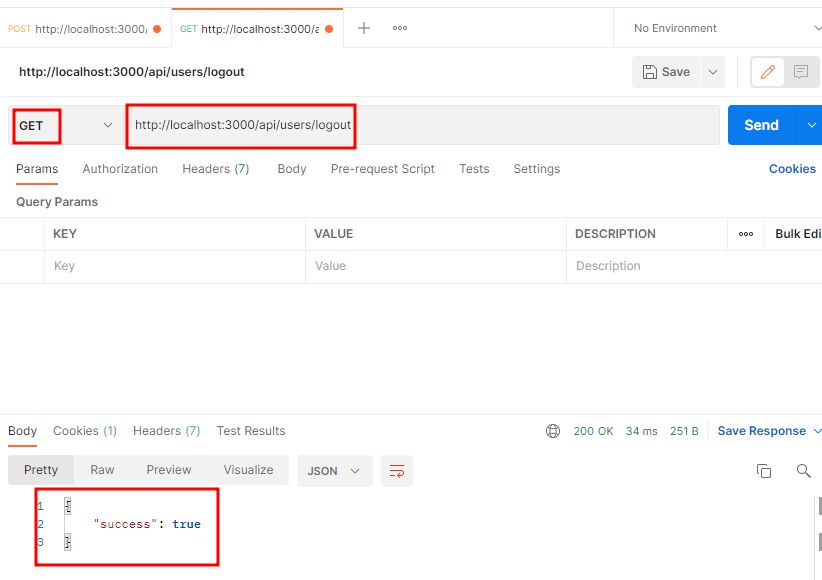 POST http://localhost:3000/ GET http://localhost:3000/a No Environment
http://localhost:3000/api/users/logout Save
GET http://localhost:3000/api/users/logout Send
Params Authorization Headers (7) Body Pre-request Script Tests Settings Cookies
Query Params
KEY VALUE DESCRIPTION Bulk Edi
Key Value Description
Body Cookies (1) Headers (7) Test Results 200 OK 34 ms 251 B Save Response
Pretty Raw Preview Visualize JSON
1 {
2 "success": true
3 }